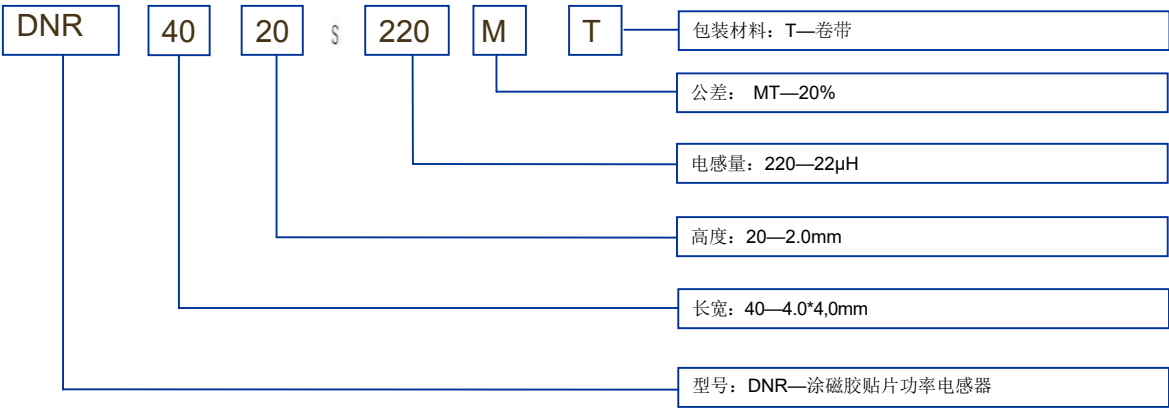 DNR 40 20 S 220 M T
包装材料：T—卷带
公差： MT—20%
电感量：220—22μH
高度：20—2.0mm
长宽：40—4.0*4,0mm
型号：DNR—涂磁胶贴片功率电感器